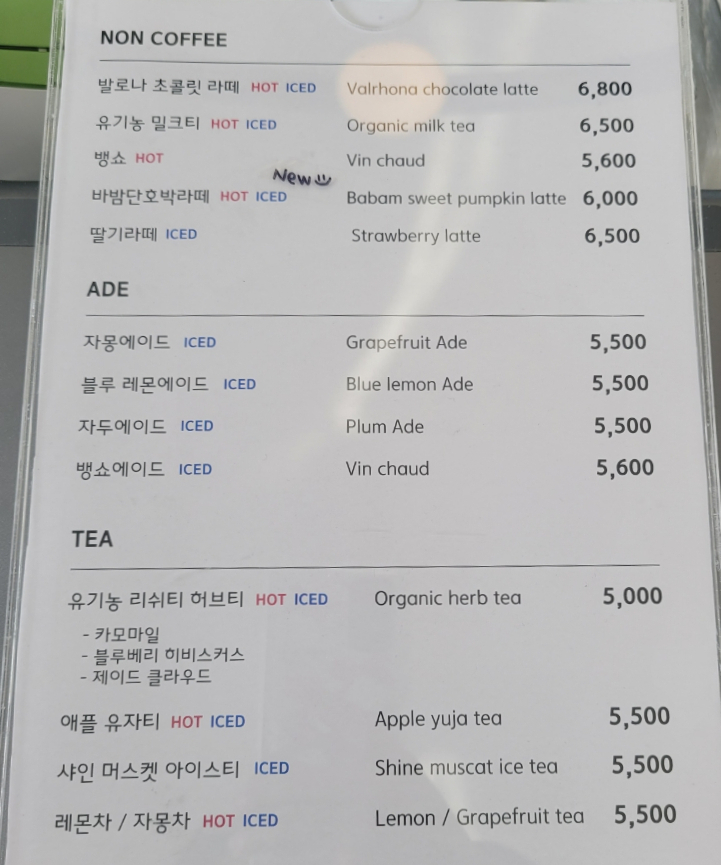 NON COFFEE
발로나 초콜릿 라떼 HOT ICED Valrhona chocolate latte 6,800
유기농 밀크티 HOT ICED Organic milk tea 6,500
뱅쇼 HOT Vin chaud 5,600
New
바밤단호박라떼 HOT ICED Babam sweet pumpkin latte 6,000
딸기라떼 ICED Strawberry latte 6,500
ADE
자몽에이드 ICED Grapefruit Ade 5,500
블루 레몬에이드 ICED Blue lemon Ade 5,500
자두에이드 ICED Plum Ade 5,500
뱅쇼에이드 ICED Vin chaud 5,600
TEA
유기농 리쉬티 허브티 HOT ICED Organic herb tea 5,000
- 카모마일
- 블루베리 히비스커스
- 제이드 클라우드
애플 유자티 HOT ICED Apple yuja tea 5,500
샤인 머스켓 아이스티 ICED Shine muscat ice tea 5,500
레몬차 / 자몽차 HOT ICED Lemon / Grapefruit tea 5,500